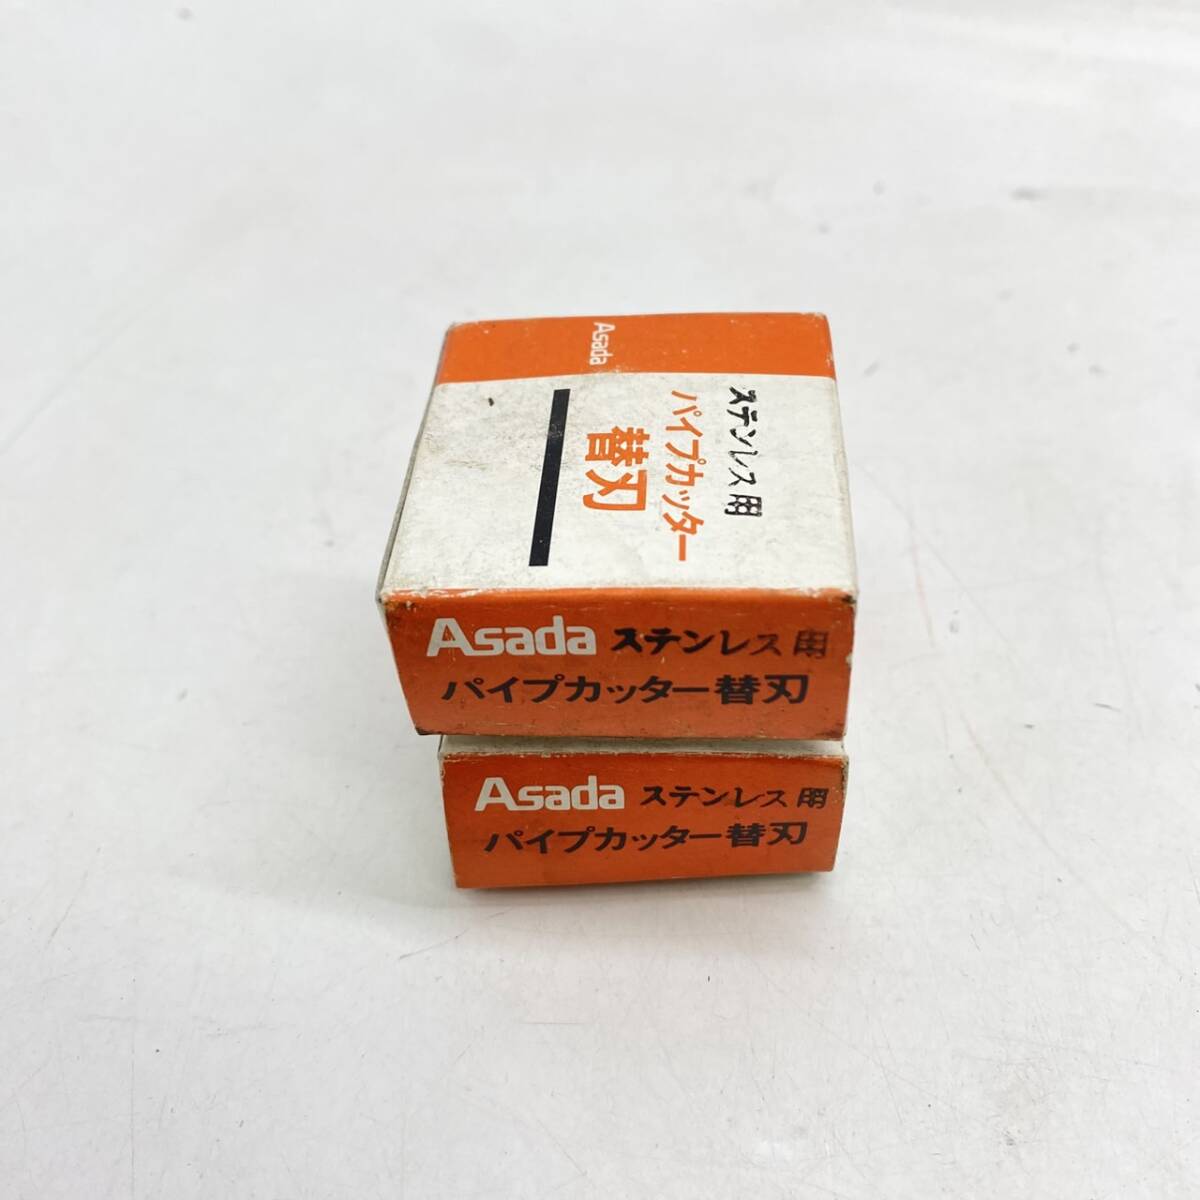 Asada
ステンレス用
パイプカッター
替刃
Asada ステンレス用
パイプカッター替刃
Asada ステンレス用
パイプカッター替刃